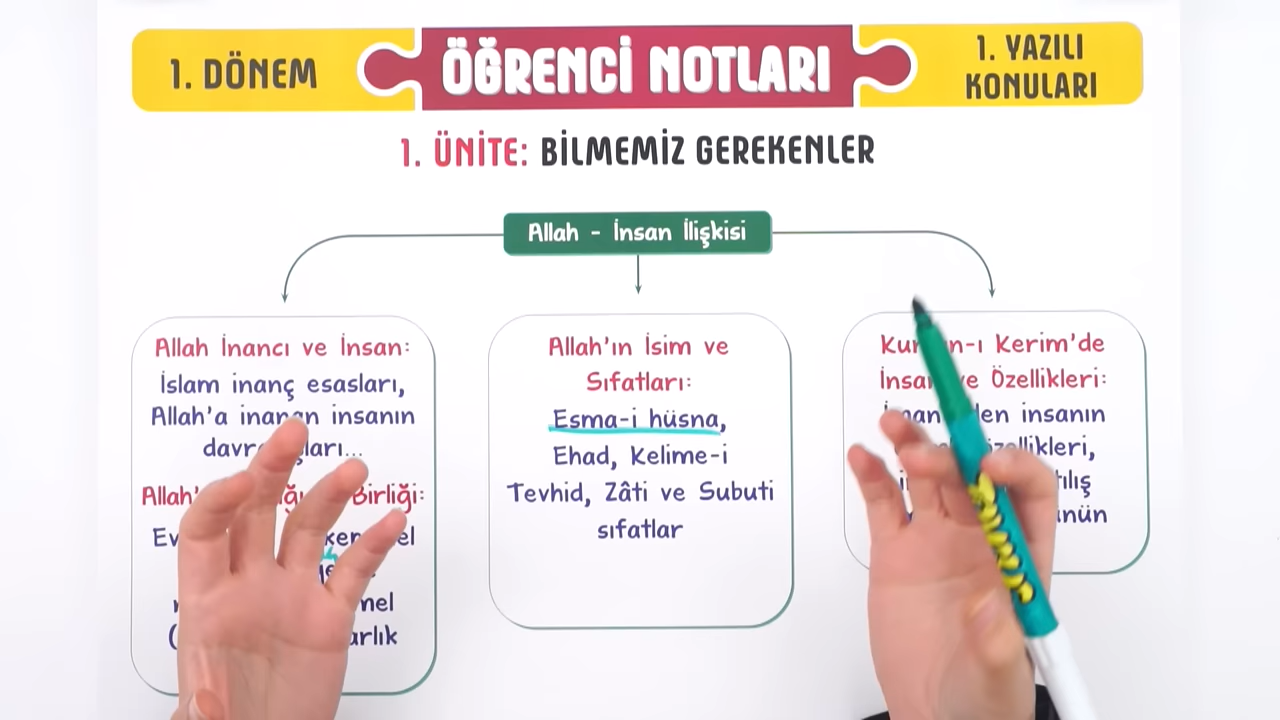 1. DÖNEM
ÖĞRENCİ NOTLARI
1. YAZILI
KONULARI
1. ÜNİTE: BİLMEMİZ GEREKENLER
Allah - İnsan İlişkisi
Allah İnancı ve İnsan:
İslam inanç esasları,
Allah'a inanan insanın
Birliği:
Allah'ın İsim ve
Sıfatları:
Esma-i hüsna,
Ehad, Kelime-i
Tevhid, Zâti ve Subuti
sıfatlar
Kerim'de
Özellikleri:
insanın